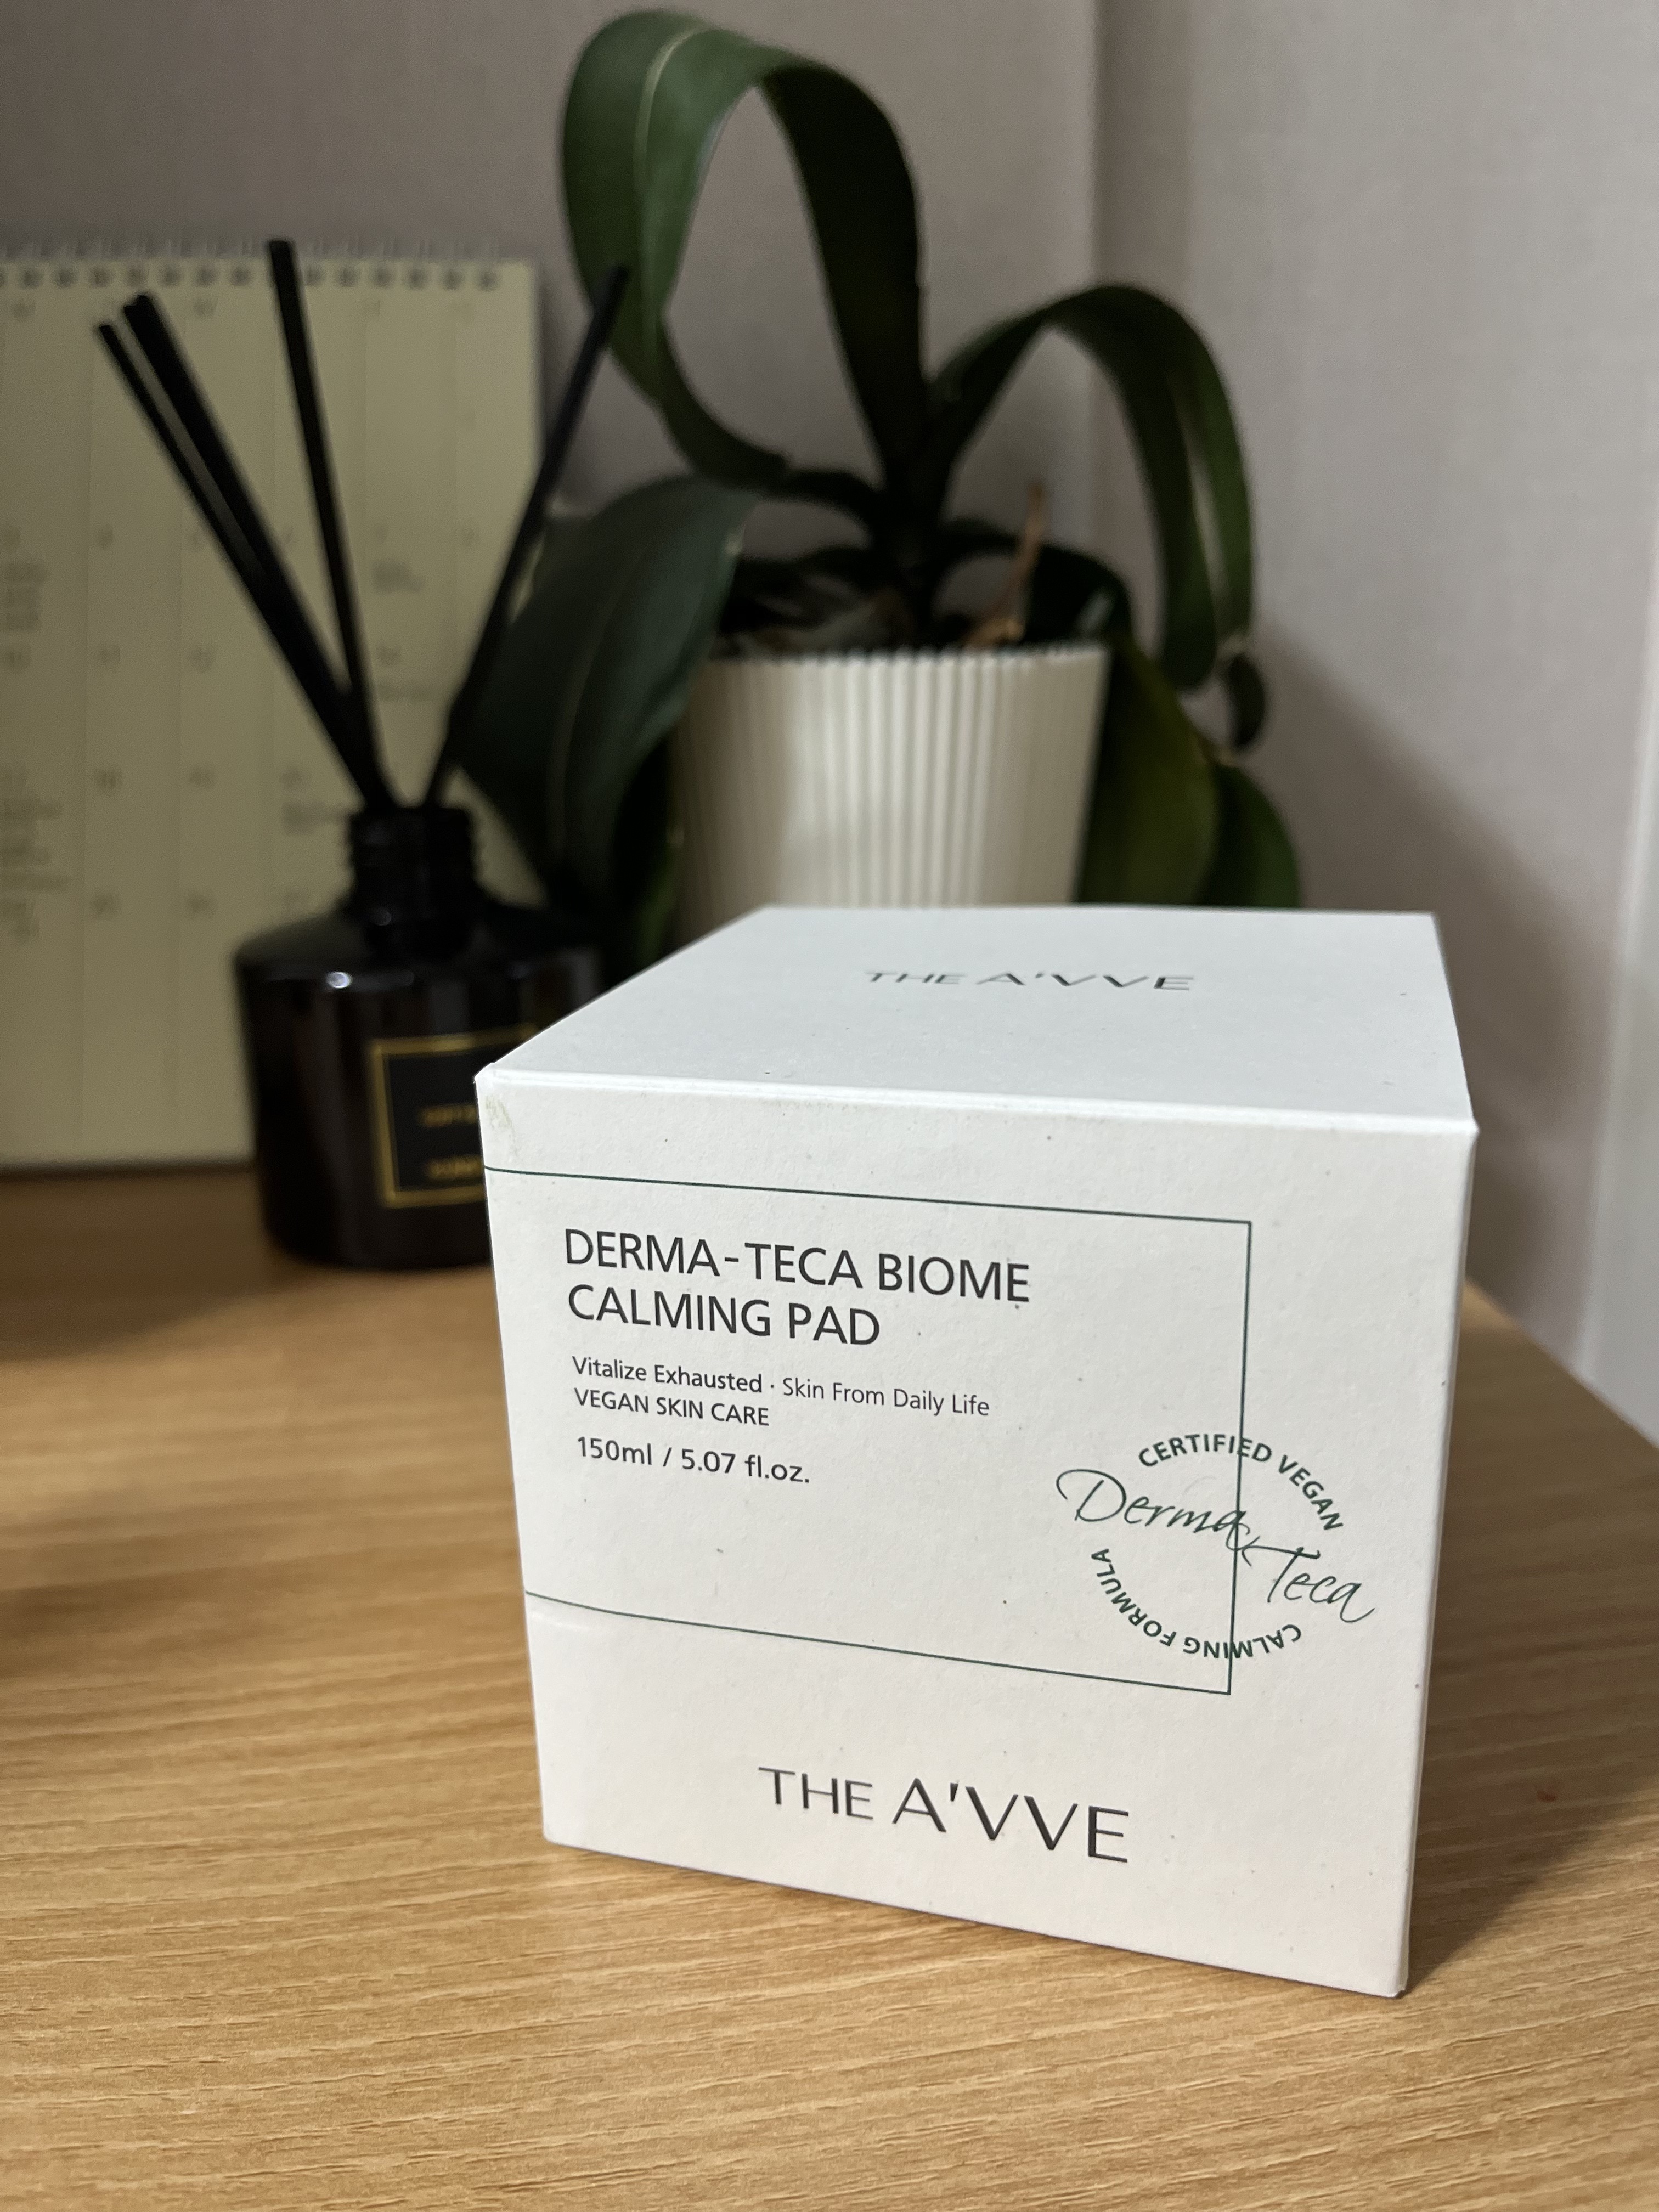 THE A'VVE
DERMA-TECA BIOME
CALMING PAD
Vitalize Exhausted · Skin From Daily Life
VEGAN SKIN CARE
150ml / 5.07 fl.oz.
CERTIFIED VEGAN
Derma Teca
CALMING FORMULA
THE A'VVE